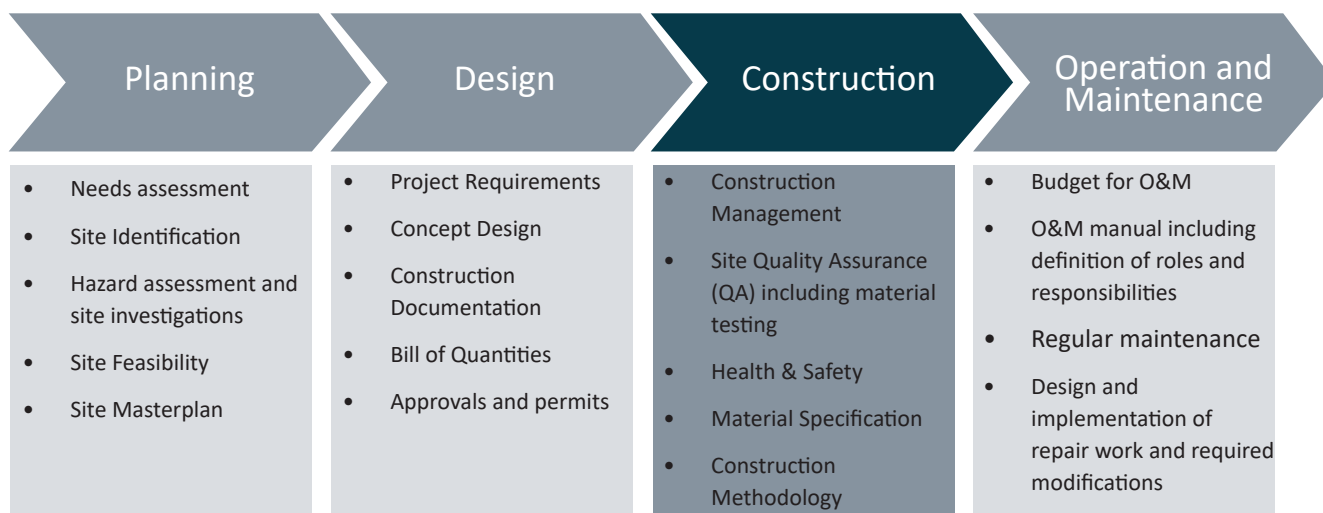 Planning
• Needs assessment
• Site Identification
• Hazard assessment and
site investigations
• Site Feasibility
• Site Masterplan
Design
• Project Requirements
• Concept Design
• Construction
Documentation
• Bill of Quantities
• Approvals and permits
Construction
• Construction
Management
• Site Quality Assurance
(QA) including material
testing
• Health & Safety
• Material Specification
• Construction
Methodology
Operation and
Maintenance
• Budget for O&M
• O&M manual including
definition of roles and
responsibilities
• Regular maintenance
• Design and
implementation of
repair work and required
modifications